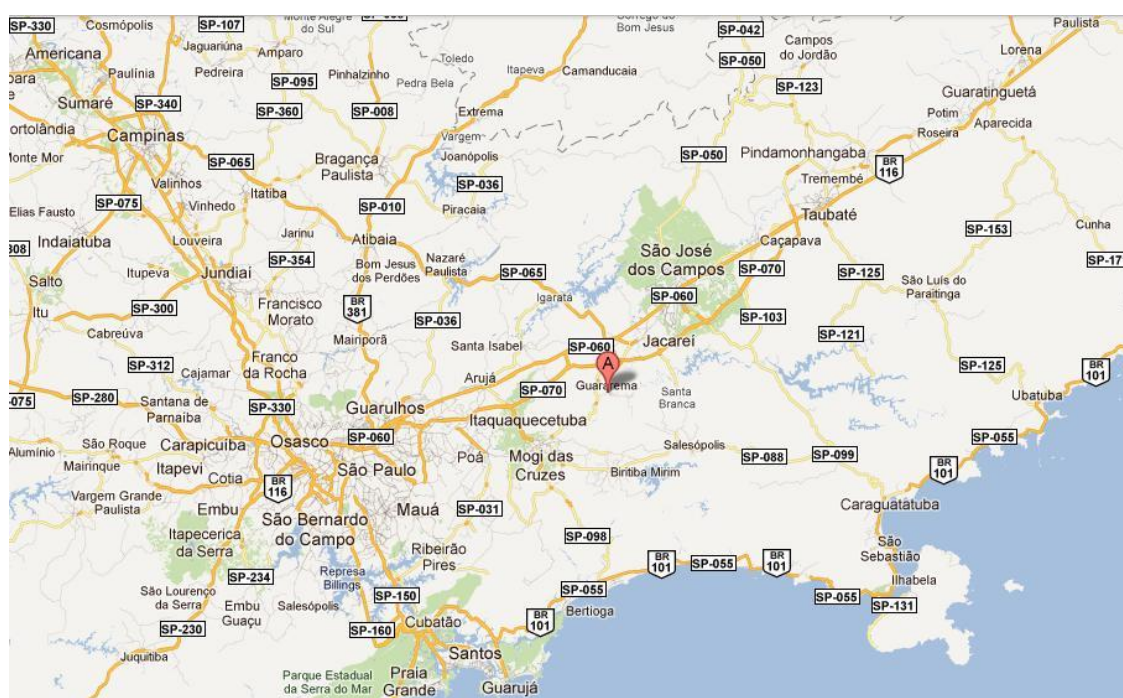 SP-330
Cosmópolis
SP-107
Monte Alegre
do Sul
Córrego do
Bom Jesus
SP-042
Paulista
Americana
Jaguariúna
Amparo
Toledo
Itapeva
Camanducaia
SP-050
Campos
do Jordão
Lorena
Paulínia
Pedreira
SP-095
Pinhalzinho
Pedra Bela
SP-123
Guaratinguetá
Sumaré
SP-340
SP-360
SP-008
Extrema
Potim
Aparecida
Campinas
Vargem
Roseira
Monte Mor
SP-065
Bragança
Paulista
Joanópolis
SP-050
Pindamonhangaba
BR
116
Valinhos
Itatiba
SP-036
Tremembé
SP-075
Vinhedo
SP-010
Piracaia
Taubaté
Elias Fausto
Indaiatuba
Louveira
Jarinu
Atibaia
São José
dos Campos
Caçapava
SP-153
Cunha
Salto
Itupeva
Jundiaí
SP-354
Bom Jesus
dos Perdões
Nazaré
Paulista
SP-065
SP-070
SP-125
São Luís do
Paraitinga
SP-17
Itu
SP-300
Francisco
Morato
BR
381
Igaratá
SP-060
SP-103
Cabreúva
SP-036
Mairiporã
Santa Isabel
SP-060
Jacareí
SP-121
SP-312
Cajamar
Franco
da Rocha
Arujá
A
Guararema
SP-125
BR
101
-075
SP-280
Santana de
Parnaíba
SP-330
Guarulhos
SP-070
Santa
Branca
Ubatuba
São Roque
Carapicuíba
Osasco
SP-060
Itaquaquecetuba
Salesópolis
SP-055
Alumínio
Mairinque
Itapevi
Cotia
São Paulo
Poá
Mogi das
Cruzes
Biritiba Mirim
SP-088
SP-099
BR
101
Vargem Grande
Paulista
BR
116
Embu
São Bernardo
do Campo
Mauá
SP-031
Caraguatatuba
Itapecerica
da Serra
Ribeirão
Pires
SP-098
São
Sebastião
SP-234
Represa
Billings
BR
101
SP-055
BR
101
Ilhabela
São Lourenço
da Serra
Embu
Guaçu
Salesópolis
SP-150
SP-055
Bertioga
SP-055
SP-131
SP-230
SP-160
Cubatão
BR
101
Juquitiba
Santos
Parque Estadual
da Serra do Mar
Praia
Grande
Guarujá